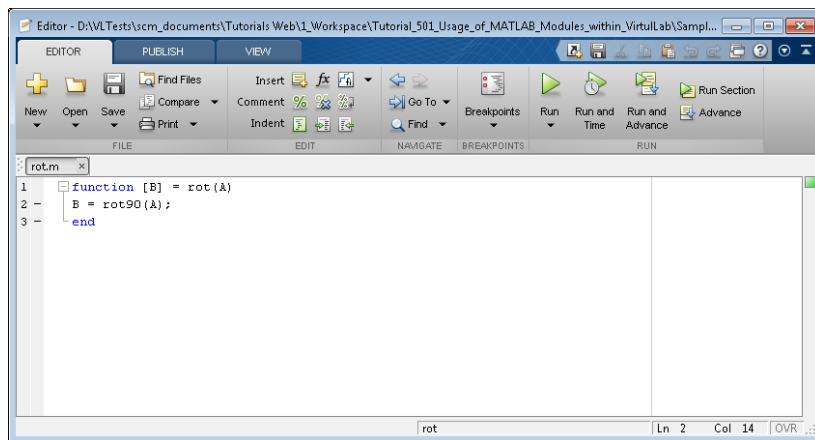 Editor - D:\VLTests\scm_documents\Tutorials Web\1_Workspace\Tutorial_501_Usage_of_MATLAB_Modules_within_VirtulLab\Sampl...
EDITOR PUBLISH VIEW
Find Files Insert fx
New Open Save Compare Comment % Go To Breakpoints Run Run and Time Run and Advance Run Section
Print Indent Find Advance
FILE EDIT NAVIGATE BREAKPOINTS RUN
rot.m ×
1 function [B] = rot(A)
2 – B = rot90(A);
3 – end
rot Ln 2 Col 14 OVR